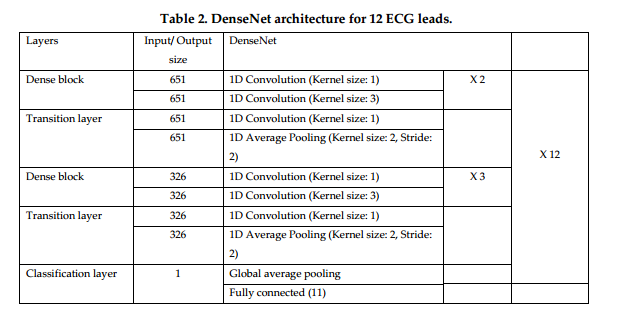 Table 2. DenseNet architecture for 12 ECG leads.
Layers Input/ Output size DenseNet
Dense block 651 1D Convolution (Kernel size: 1) X 2
651 1D Convolution (Kernel size: 3)
Transition layer 651 1D Convolution (Kernel size: 1)
651 1D Average Pooling (Kernel size: 2, Stride: 2)
X 12
Dense block 326 1D Convolution (Kernel size: 1) X 3
326 1D Convolution (Kernel size: 3)
Transition layer 326 1D Convolution (Kernel size: 1)
326 1D Average Pooling (Kernel size: 2, Stride: 2)
Classification layer 1 Global average pooling
Fully connected (11)